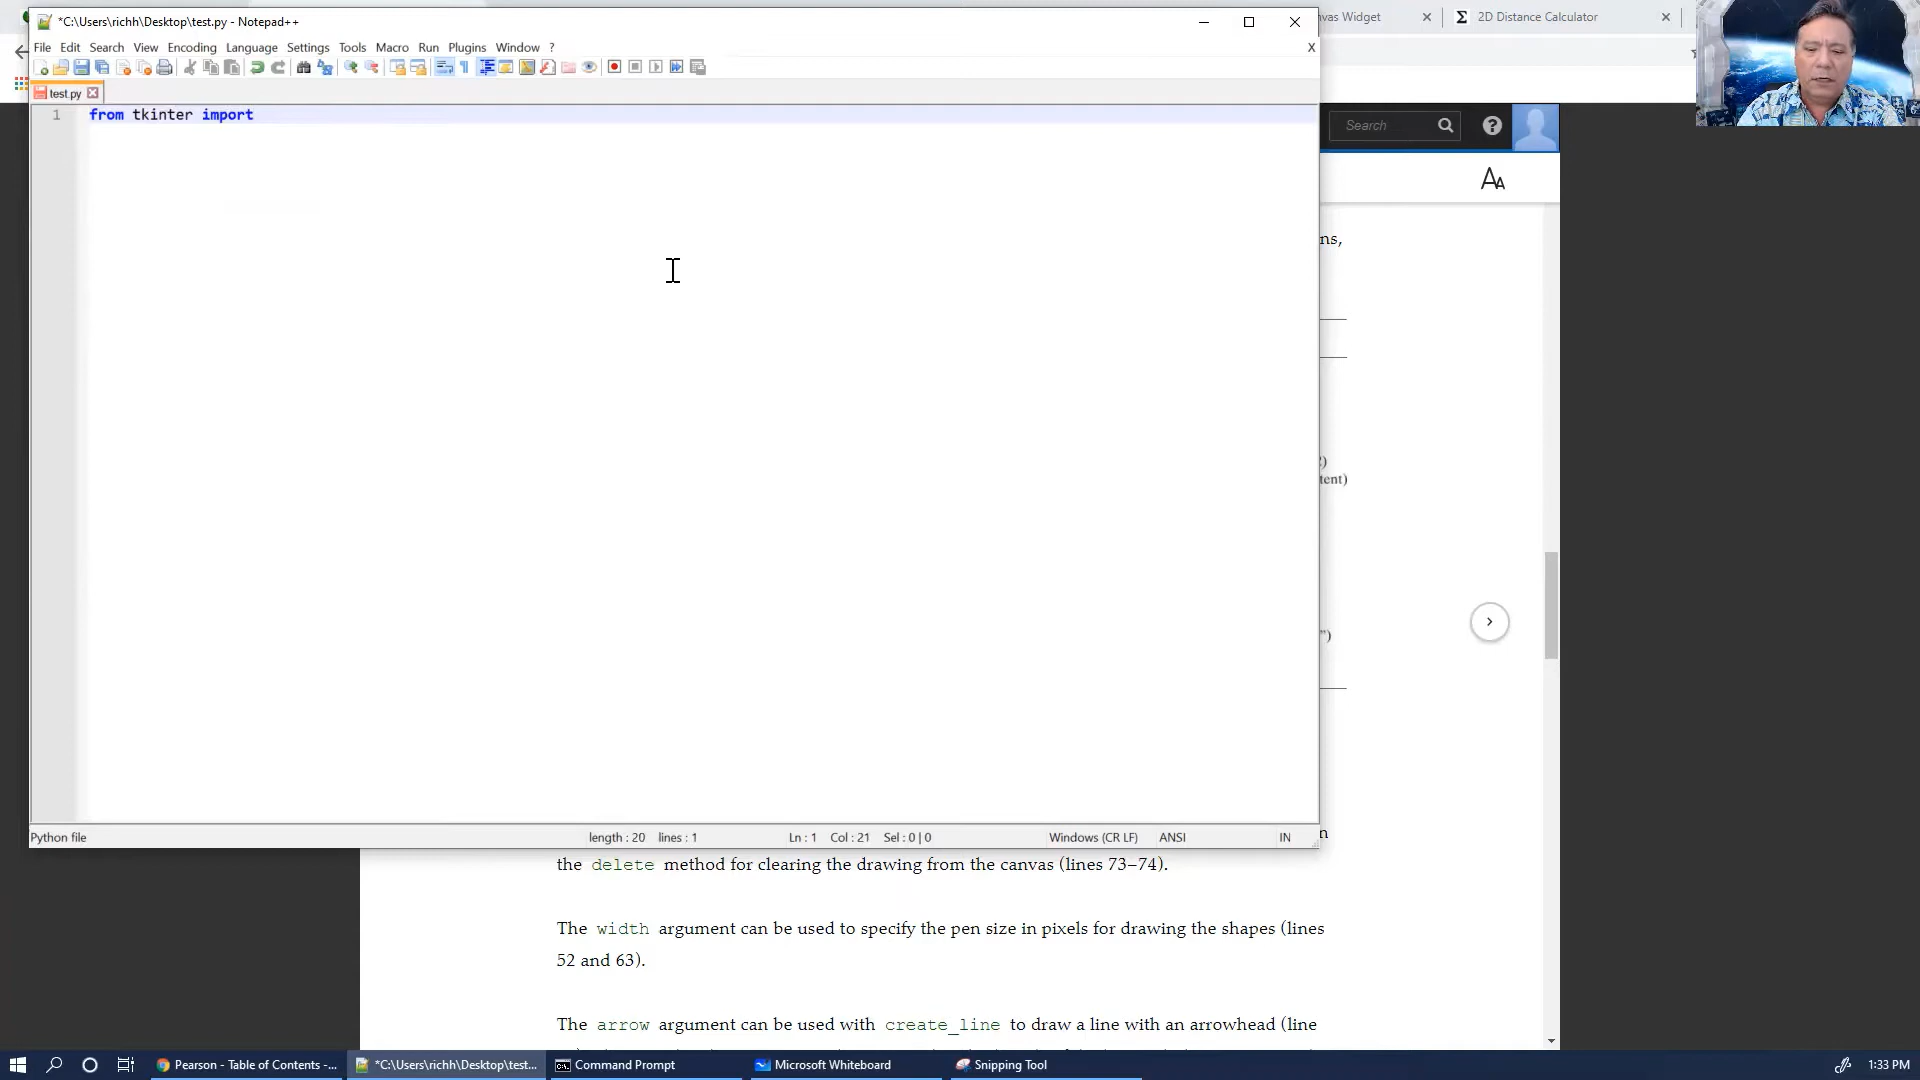 *C:\Users\richh\Desktop\test.py - Notepad++
nvas Widget
2D Distance Calculator
File Edit Search View Encoding Language Settings Tools Macro Run Plugins Window ?
X
test.py
1 from tkinter import
Search
ns,
tent)
")
Python file
length : 20 lines : 1
Ln : 1 Col : 21 Sel : 0 | 0
Windows (CR LF)
ANSI
IN
n
the delete method for clearing the drawing from the canvas (lines 73–74).
The width argument can be used to specify the pen size in pixels for drawing the shapes (lines
52 and 63).
The arrow argument can be used with create_line to draw a line with an arrowhead (line
Pearson - Table of Contents -...
*C:\Users\richh\Desktop\test...
Command Prompt
Microsoft Whiteboard
Snipping Tool
1:33 PM